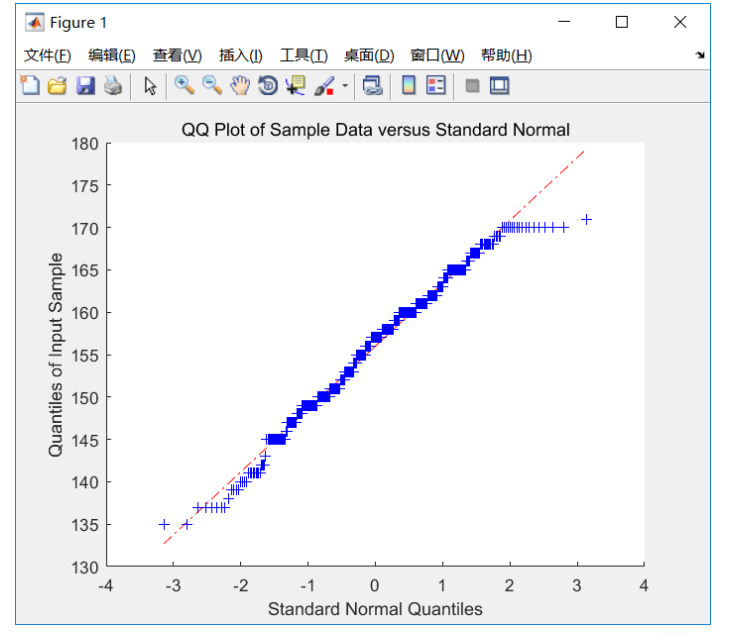 Figure 1
文件(F) 编辑(E) 查看(V) 插入(I) 工具(T) 桌面(D) 窗口(W) 帮助(H)
QQ Plot of Sample Data versus Standard Normal
180
175
170
165
160
155
150
145
140
135
130
Quantiles of Input Sample
-4 -3 -2 -1 0 1 2 3 4
Standard Normal Quantiles